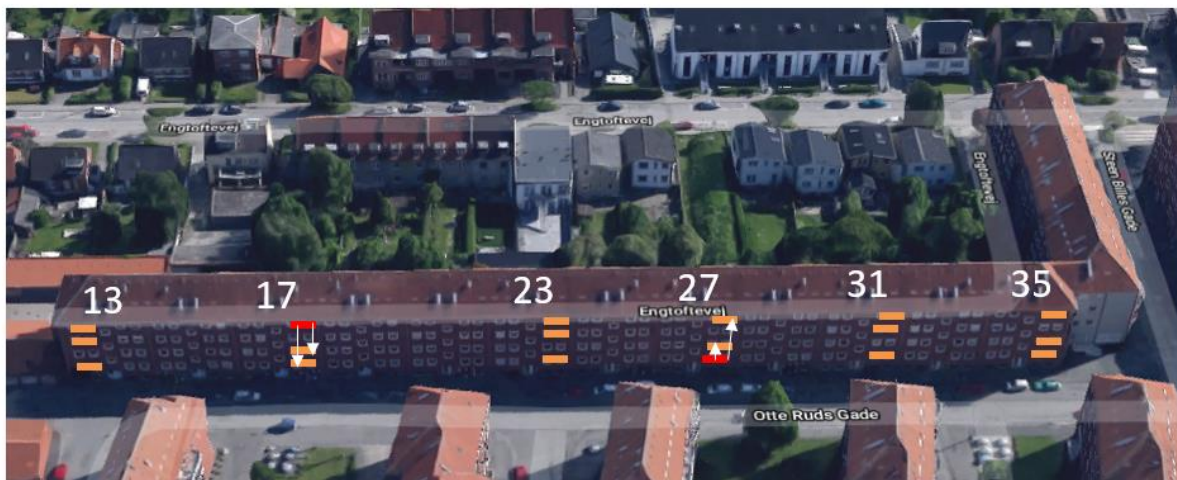 Engtoftevej
Engtoftevej
Engtoftevej
Steen Billes Gade
13
17
23
27
31
35
Engtoftevej
Otte Ruds Gade